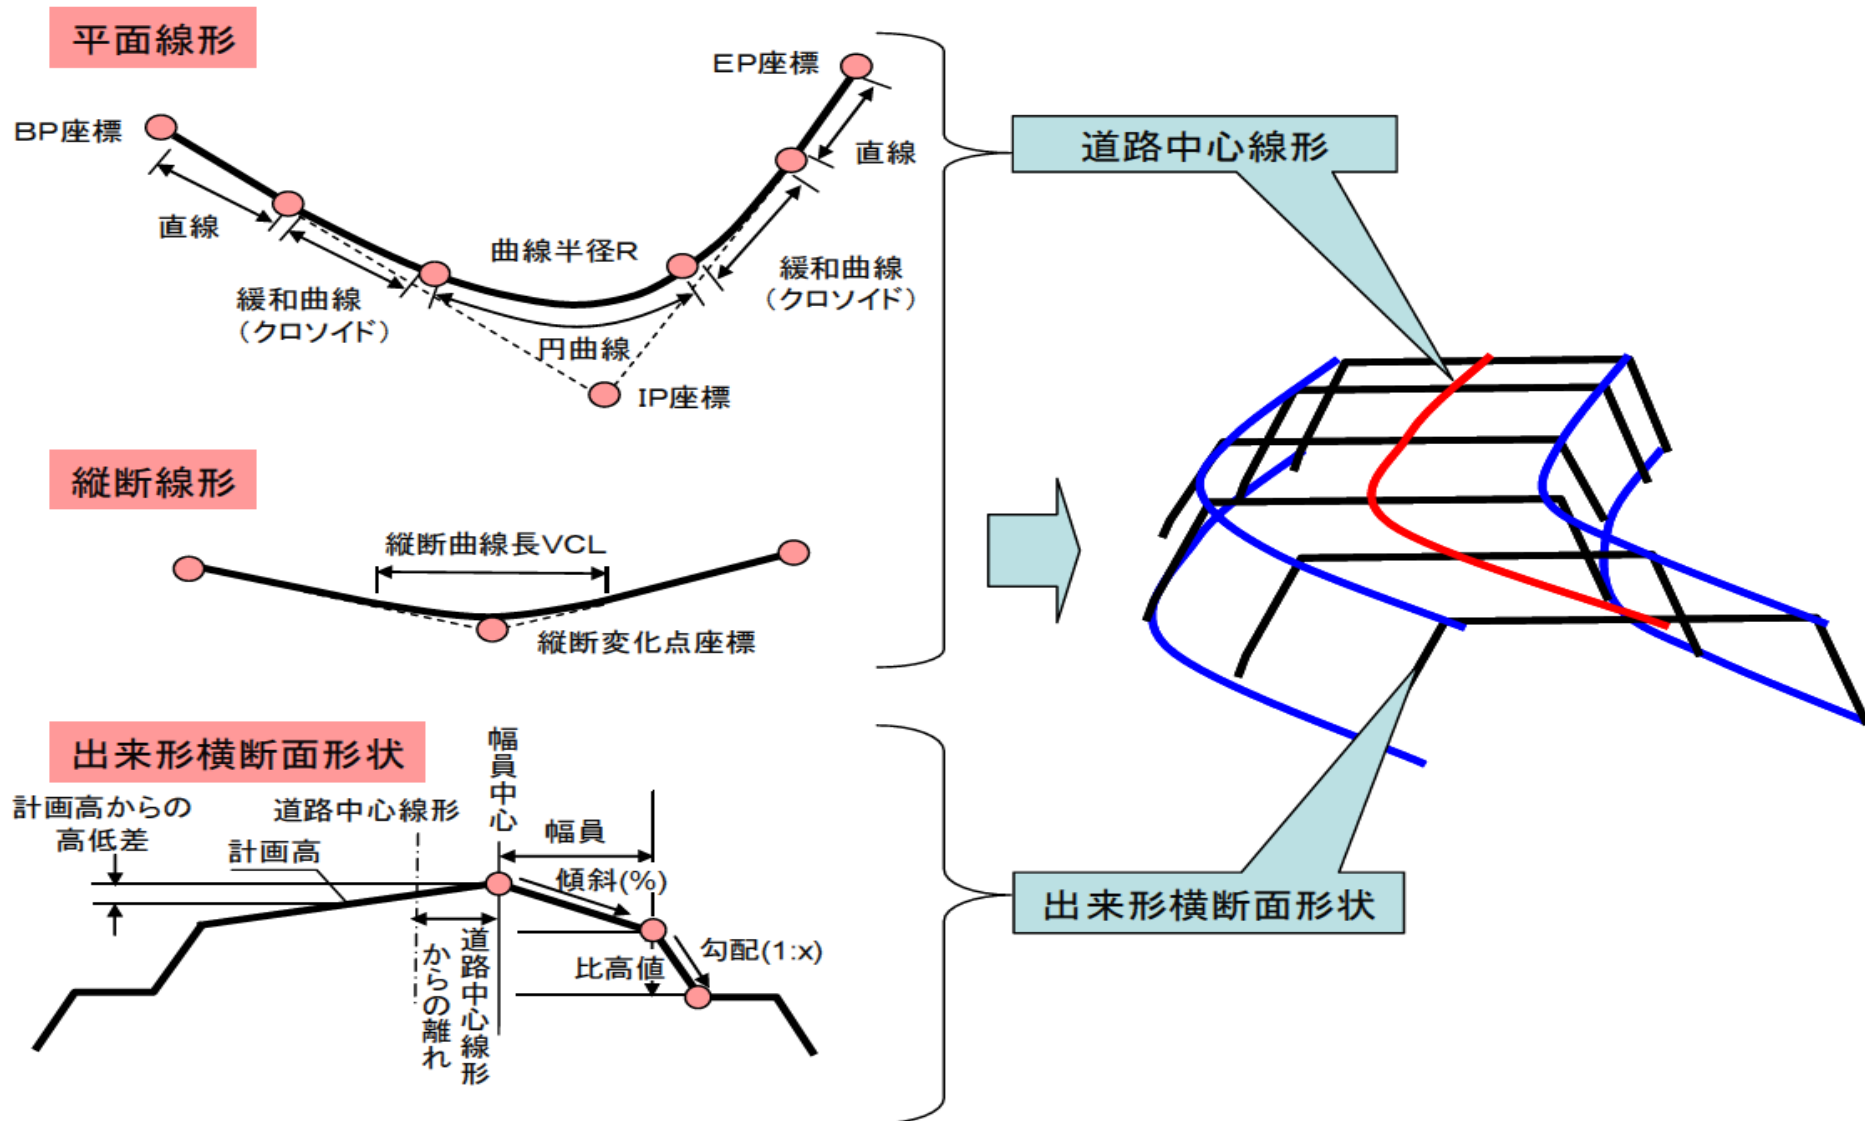 平面線形
EP座標
BP座標
直線
直線
曲線半径R
緩和曲線
（クロソイド）
緩和曲線
（クロソイド）
円曲線
IP座標
道路中心線形
縦断線形
縦断曲線長VCL
縦断変化点座標
出来形横断面形状
計画高からの
高低差
道路中心線形
幅員中心
幅員
計画高
傾斜(%)
勾配(1:x)
比高値
道路中心線形
からの離れ
出来形横断面形状